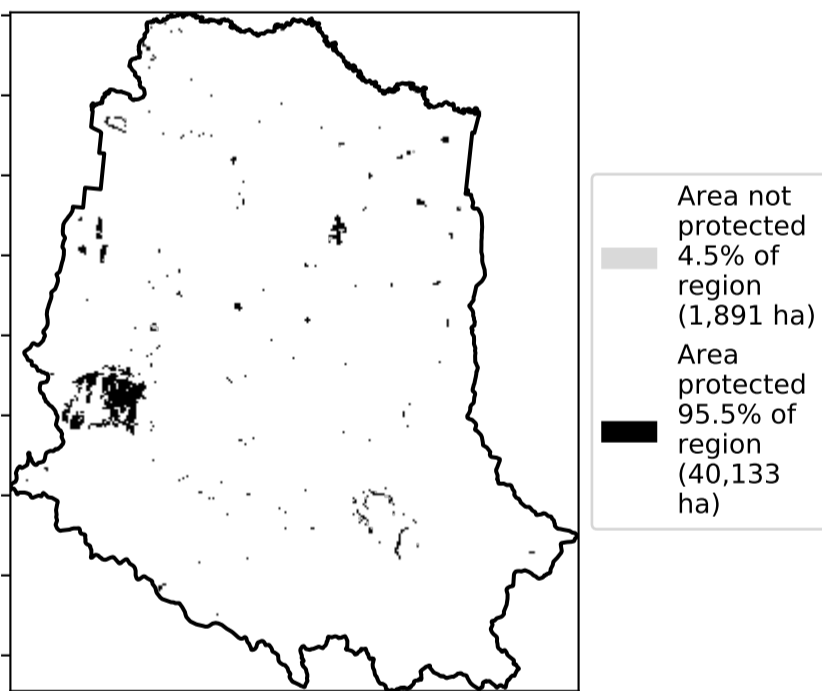 Area not
protected
4.5% of
region
(1,891 ha)
Area
protected
95.5% of
region
(40,133
ha)